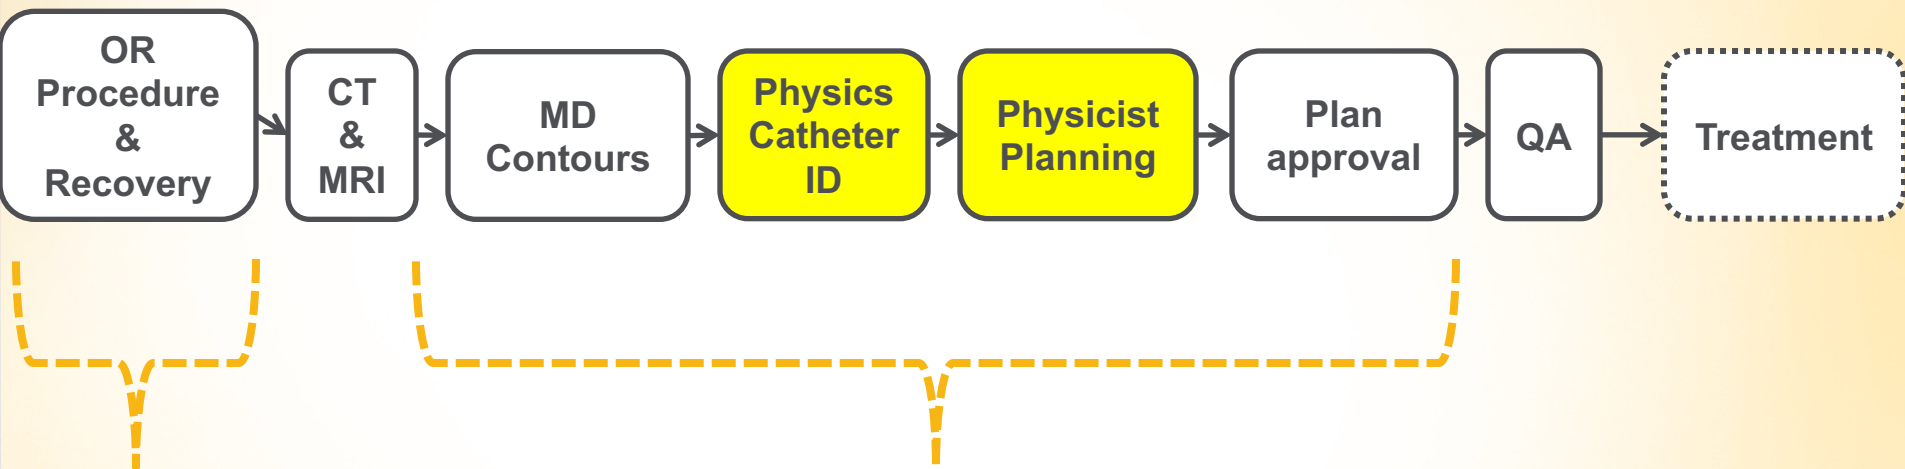 OR
Procedure
&
Recovery
CT
&
MRI
MD
Contours
Physics
Catheter
ID
Physicist
Planning
Plan
approval
QA
Treatment